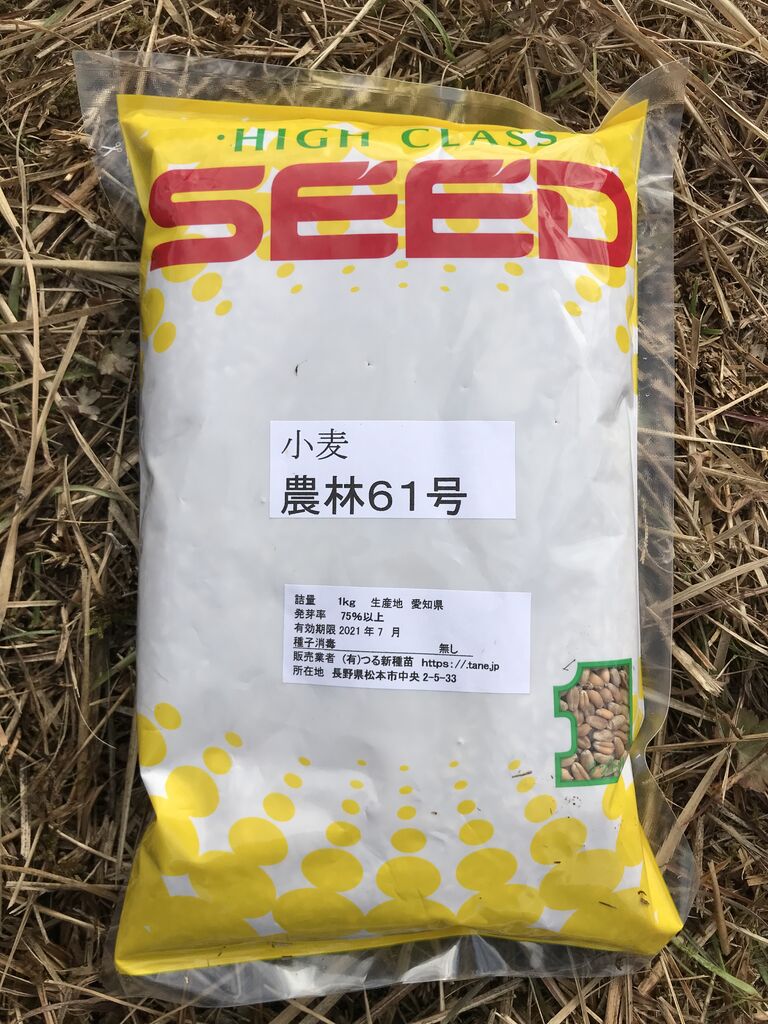 ・HIGH CLASS
SEED
小麦
農林61号
詰量 1kg 生産地 愛知県
発芽率 75%以上
有効期限 2021 年 7 月
種子消毒 無し
販売業者 (有)つる新種苗 https://.tane.jp
所在地 長野県松本市中央 2-5-33
1